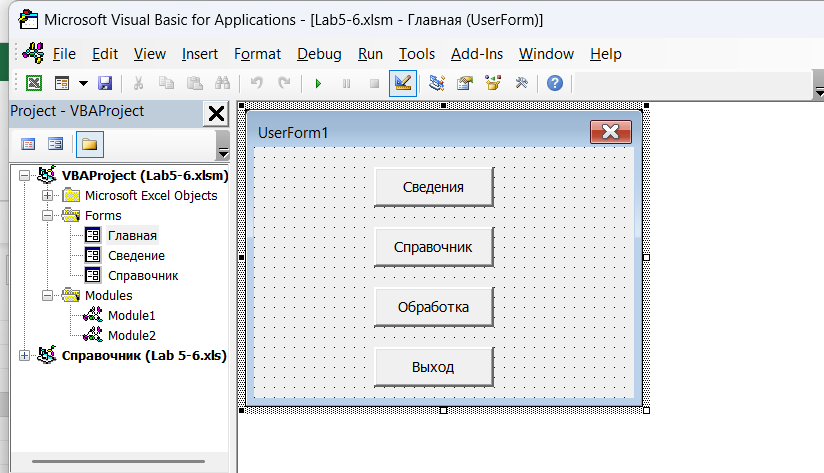 Microsoft Visual Basic for Applications - [Lab5-6.xlsm - Главная (UserForm)]
File Edit View Insert Format Debug Run Tools Add-Ins Window Help
Project - VBAProject
VBAProject (Lab5-6.xlsm)
Microsoft Excel Objects
Forms
Главная
Сведение
Справочник
Modules
Module1
Module2
Справочник (Lab 5-6.xls)
UserForm1
Сведения
Справочник
Обработка
Выход